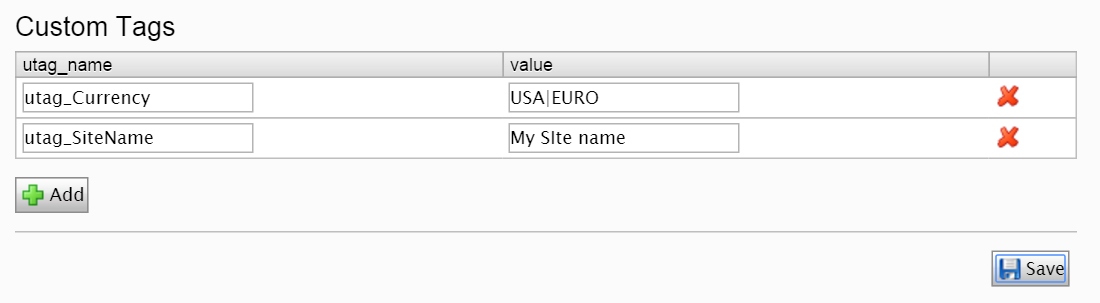 Custom Tags
utag_name value
utag_Currency USA|EURO
utag_SiteName My SIte name
Add
Save